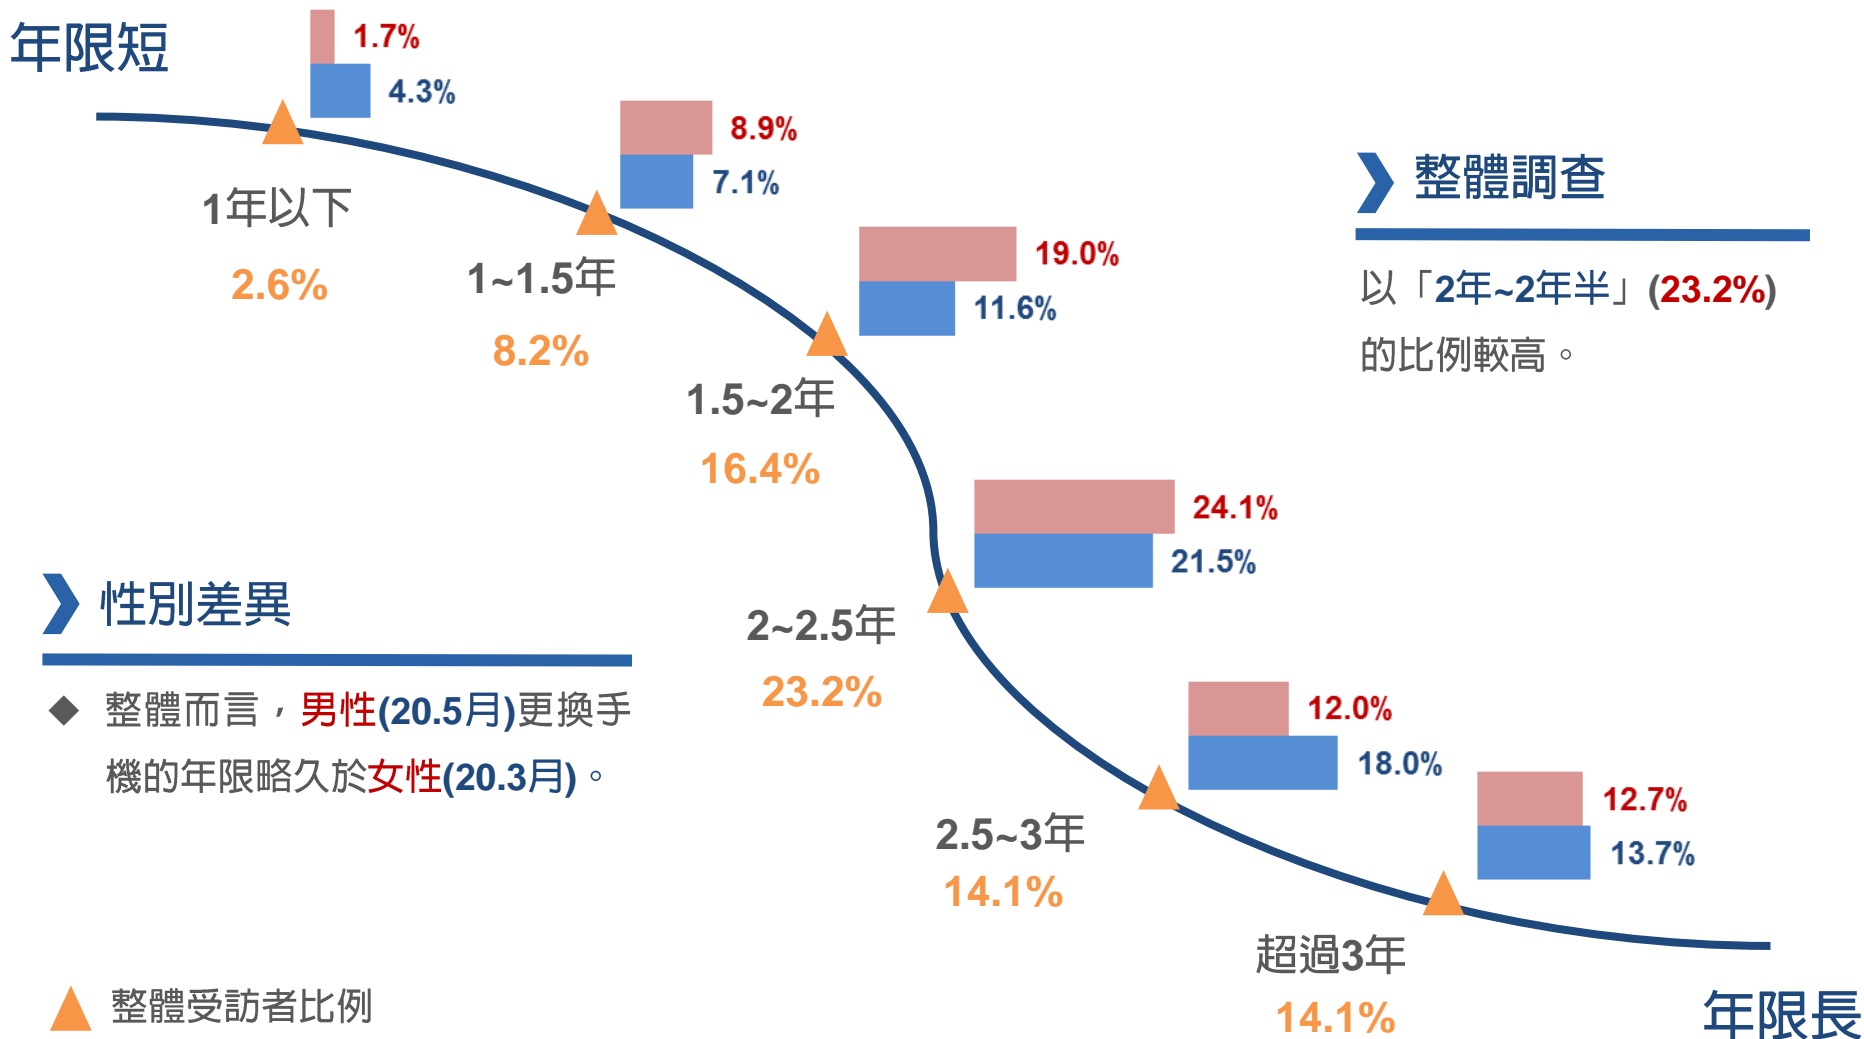 年限短
1.7%
4.3%
1年以下
2.6%
8.9%
7.1%
1~1.5年
8.2%
19.0%
11.6%
1.5~2年
16.4%
整體調查
以「2年~2年半」(23.2%)
的比例較高。
24.1%
21.5%
2~2.5年
23.2%
性別差異
◆ 整體而言，男性(20.5月)更換手
機的年限略久於女性(20.3月)。
12.0%
18.0%
2.5~3年
14.1%
12.7%
13.7%
超過3年
14.1%
整體受訪者比例
年限長